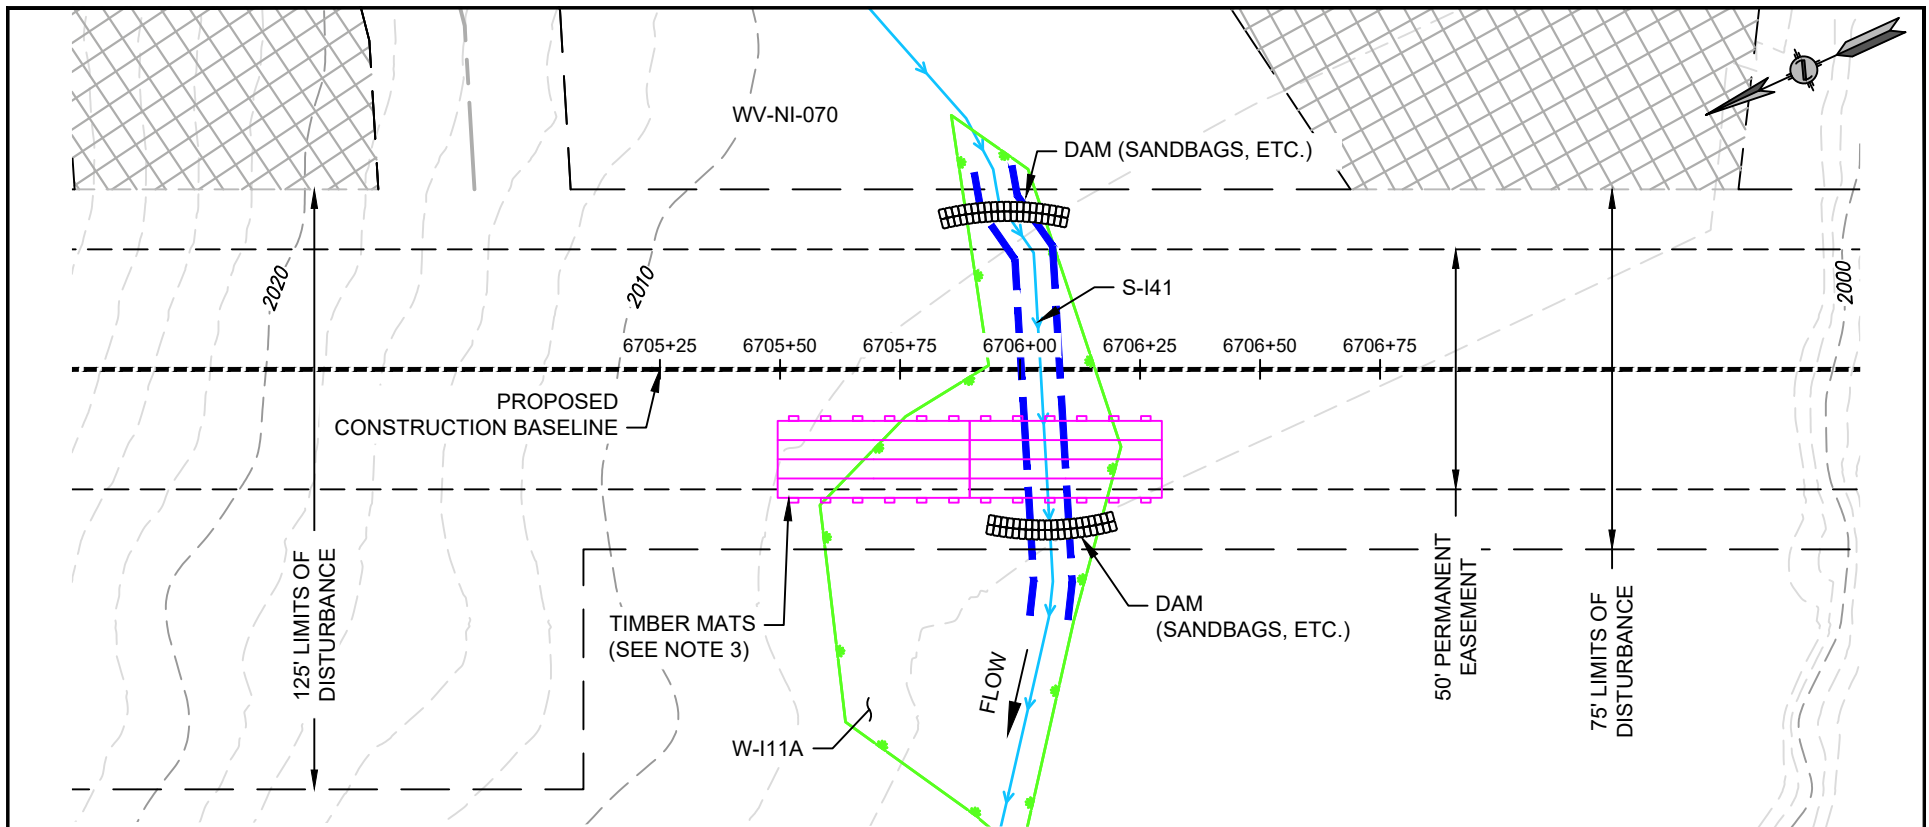 WV-NI-070
DAM (SANDBAGS, ETC.)
2020
2010
S-I41
2000
6705+25
6705+50
6705+75
6706+00
6706+25
6706+50
6706+75
PROPOSED
CONSTRUCTION BASELINE
125' LIMITS OF
DISTURBANCE
TIMBER MATS
(SEE NOTE 3)
DAM
(SANDBAGS, ETC.)
50' PERMANENT
EASEMENT
75' LIMITS OF
DISTURBANCE
FLOW
W-I11A